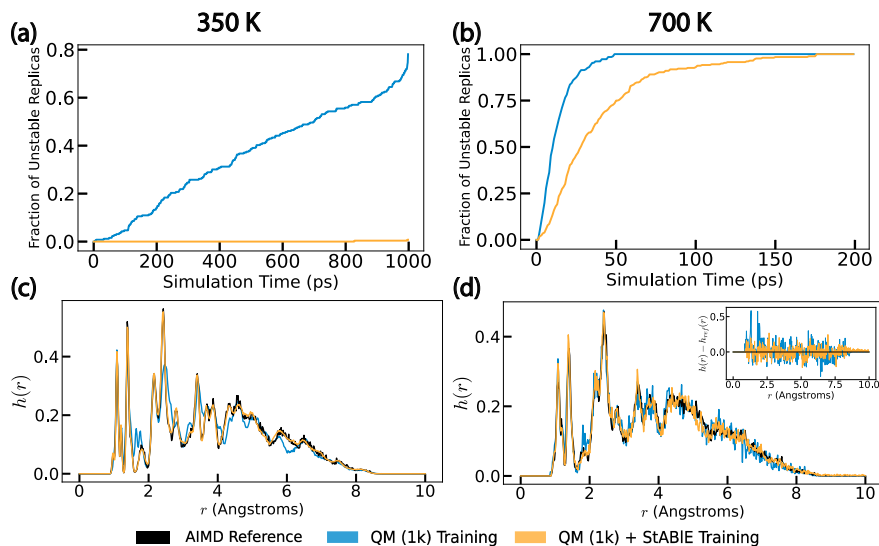 350 K
700 K
(a)
(b)
Fraction of Unstable Replicas
0.8
0.6
0.4
0.2
0.0
0
200
400
600
800
1000
Simulation Time (ps)
Fraction of Unstable Replicas
1.00
0.75
0.50
0.25
0.00
0
50
100
150
200
Simulation Time (ps)
(c)
(d)
h(r)
0.4
0.2
0.0
0
2
4
6
8
10
r (Angstroms)
h(r)
0.4
0.2
0.0
0
2
4
6
8
10
r (Angstroms)
h(r) − h_ref(r)
0.5
0.0
0.0
2.5
5.0
7.5
10.0
r (Angstroms)
AIMD Reference
QM (1k) Training
QM (1k) + StABlE Training